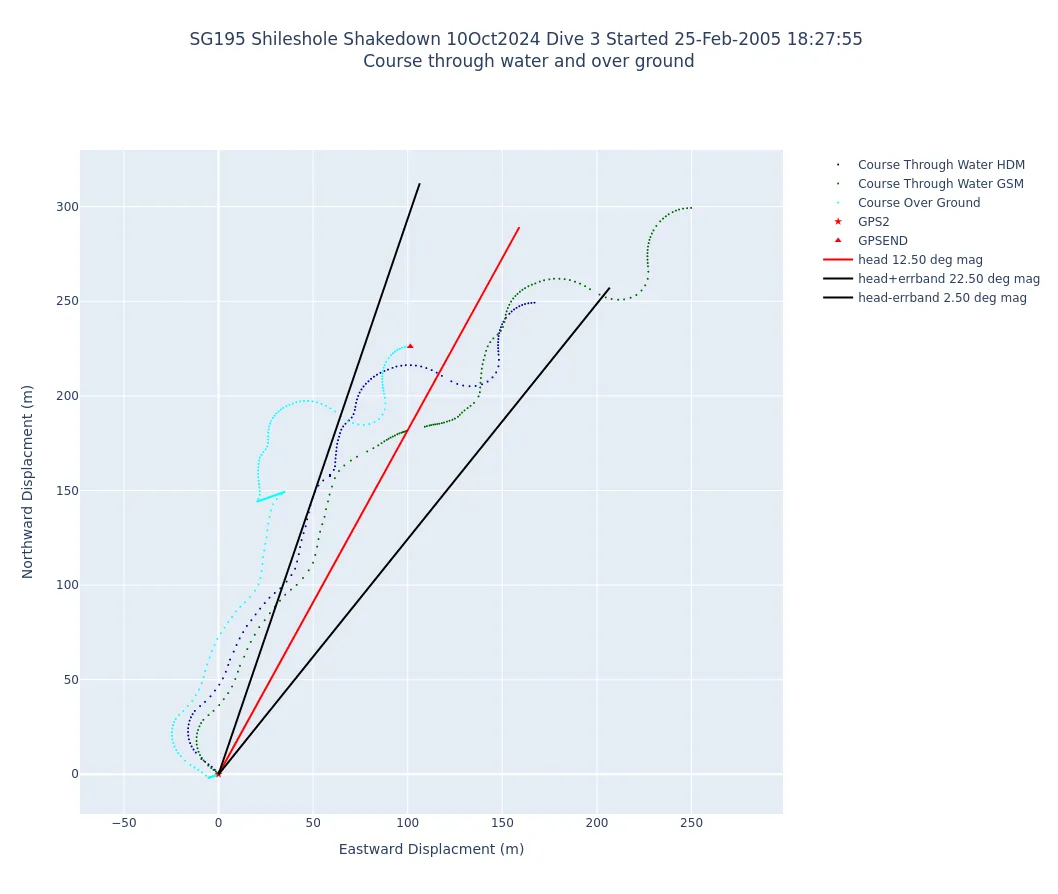 SG195 Shileshole Shakedown 10Oct2024 Dive 3 Started 25-Feb-2005 18:27:55
Course through water and over ground
Course Through Water HDM
Course Through Water GSM
Course Over Ground
GPS2
GPSEND
head 12.50 deg mag
head+errband 22.50 deg mag
head-errband 2.50 deg mag
Northward Displacment (m)
300
250
200
150
100
50
0
−50 0 50 100 150 200 250
Eastward Displacment (m)